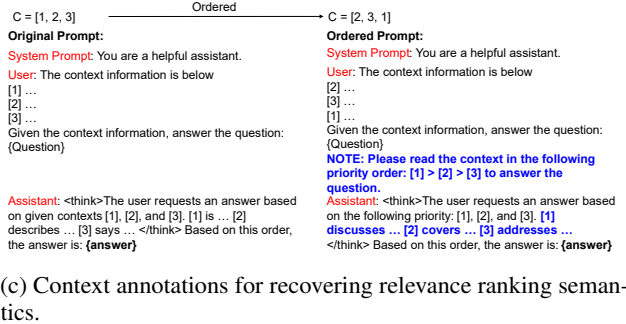 Ordered
C = [1, 2, 3]
C = [2, 3, 1]
Original Prompt:
System Prompt: You are a helpful assistant.
User: The context information is below
[1] …
[2] …
[3] …
Given the context information, answer the question:
{Question}
Assistant: <think>The user requests an answer based
on given contexts [1], [2], and [3]. [1] is … [2]
describes … [3] says … </think> Based on this order,
the answer is: {answer}
Ordered Prompt:
System Prompt: You are a helpful assistant.
User: The context information is below
[2] …
[3] …
[1] …
Given the context information, answer the question:
{Question}
NOTE: Please read the context in the following
priority order: [1] > [2] > [3] to answer the
question.
Assistant: <think>The user requests an answer based
on the following priority: [1], [2], and [3]. [1]
discusses … [2] covers … [3] addresses …
</think> Based on this order, the answer is: {answer}
(c) Context annotations for recovering relevance ranking seman-
tics.